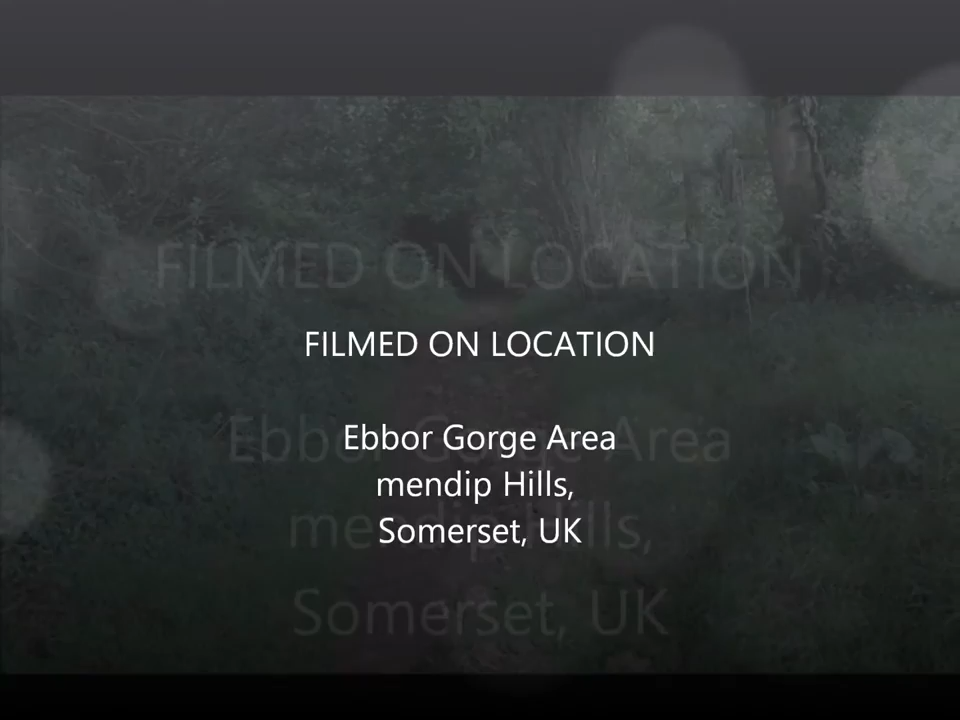 FILMED ON LOCATION
Ebbor Gorge Area
mendip Hills,
Somerset, UK